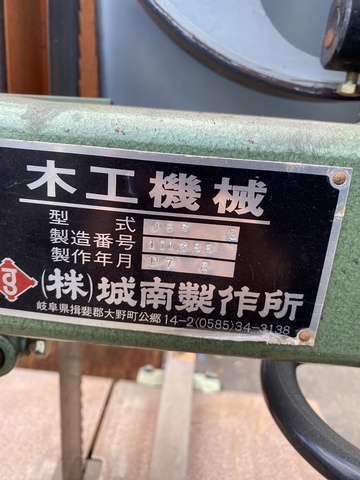 木工機械
型式
製造番号
製作年月
(株)城南製作所
岐阜県揖斐郡大野町公郷14-2(0585)34-3138